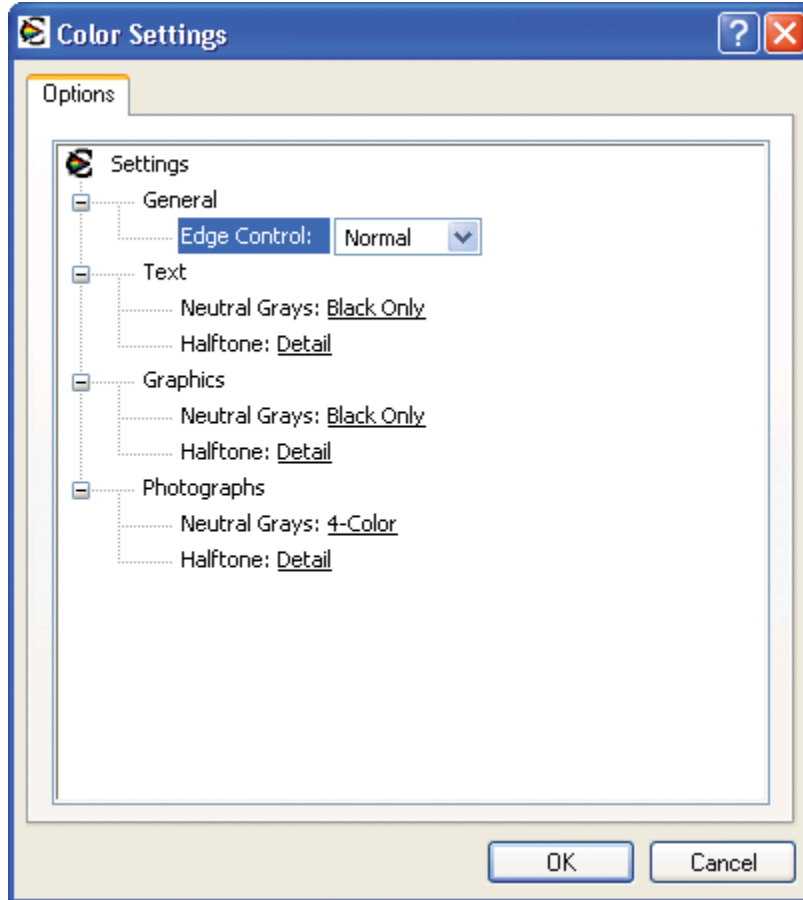 Color Settings
Options
Settings
General
Edge Control: Normal
Text
Neutral Grays: Black Only
Halftone: Detail
Graphics
Neutral Grays: Black Only
Halftone: Detail
Photographs
Neutral Grays: 4-Color
Halftone: Detail
OK Cancel